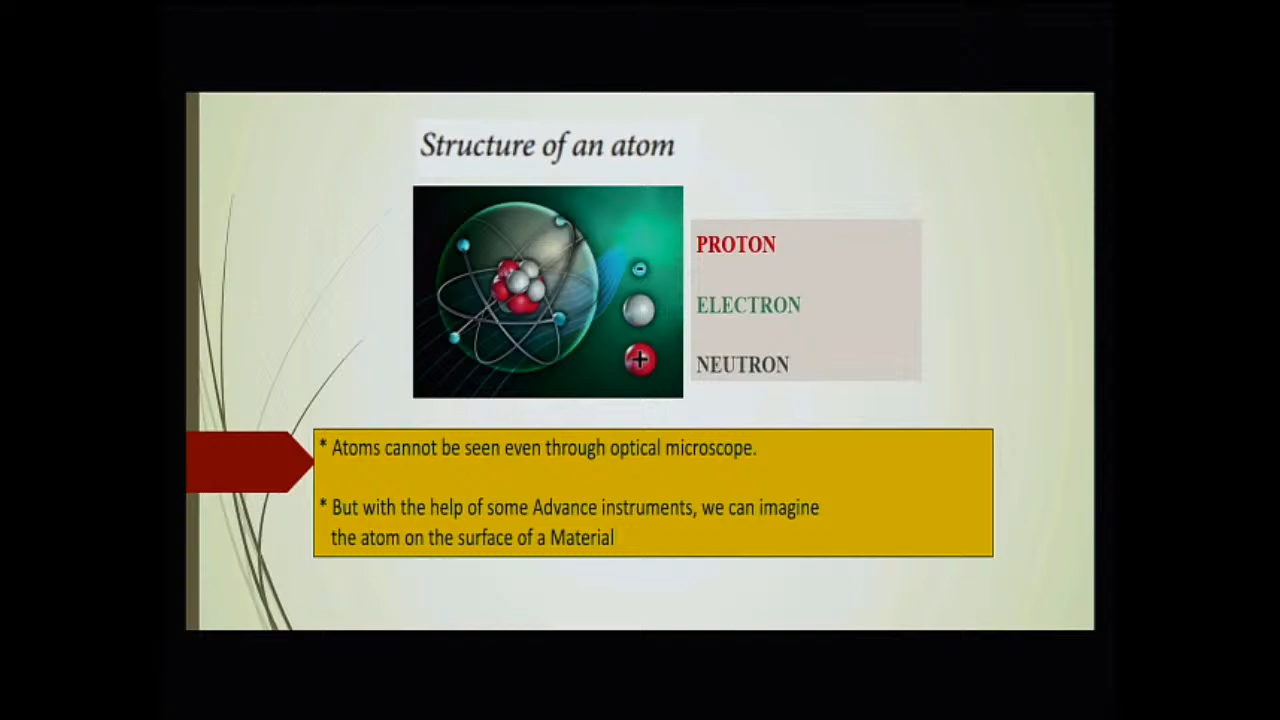 Structure of an atom
PROTON
ELECTRON
NEUTRON
* Atoms cannot be seen even through optical microscope.
* But with the help of some Advance instruments, we can imagine
the atom on the surface of a Material